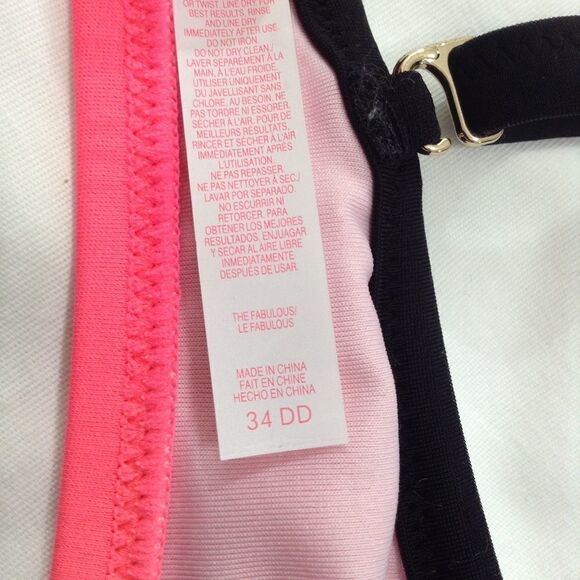 OR TWIST. LINE DRY FOR
BEST RESULTS, RINSE
AND LINE DRY
IMMEDIATELY AFTER USE.
DO NOT IRON.
DO NOT DRY CLEAN./
LAVER SÉPARÉMENT À LA
MAIN, À L'EAU FROIDE.
UTILISER UNIQUEMENT
DU JAVELLISANT SANS
CHLORE, AU BESOIN. NE
PAS TORDRE NI ESSORER.
SÉCHER À L'AIR. POUR DE
MEILLEURS RÉSULTATS,
RINCER ET SÉCHER À L'AIR
IMMÉDIATEMENT APRÈS
L'UTILISATION.
NE PAS REPASSER.
NE PAS NETTOYER À SEC./
LAVAR POR SEPARADO.
NO ESCURRIR NI
RETORCER. PARA
OBTENER LOS MEJORES
RESULTADOS, ENJUAGAR
Y SECAR AL AIRE LIBRE
INMEDIATAMENTE
DESPUÉS DE USAR.
THE FABULOUS/
LE FABULOUS
MADE IN CHINA
FAIT EN CHINE
HECHO EN CHINA
34 DD